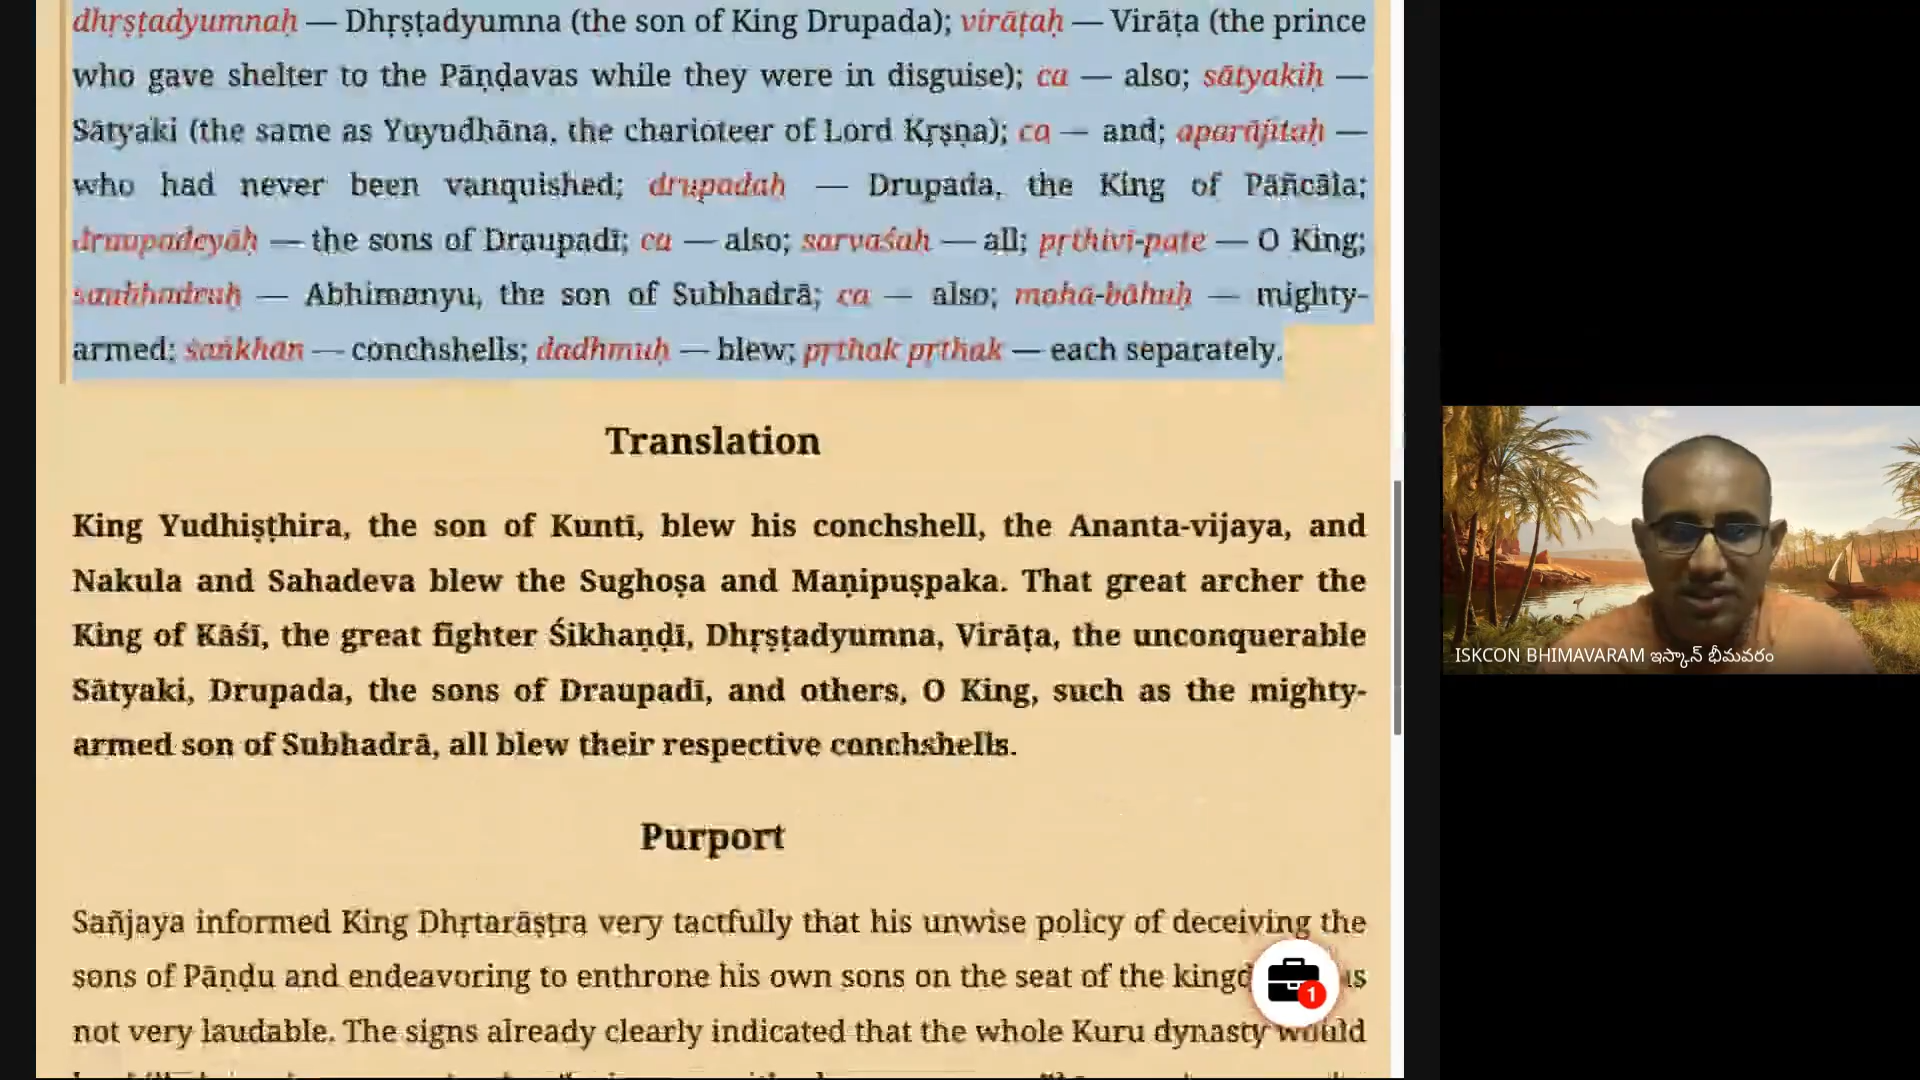 dhṛṣṭadyumnaḥ — Dhṛṣṭadyumna (the son of King Drupada); virāṭaḥ — Virāṭa (the prince
who gave shelter to the Pāṇḍavas while they were in disguise); ca — also; sātyakiḥ —
Sātyaki (the same as Yuyudhāna, the charioteer of Lord Kṛṣṇa); ca — and; aparājitaḥ —
who had never been vanquished; drupadaḥ — Drupada, the King of Pāñcāla;
draupadeyāḥ — the sons of Draupadī; ca — also; sarvaśaḥ — all; pṛthivī-pate — O King;
saubhadraḥ — Abhimanyu, the son of Subhadrā; ca — also; mahā-bāhuḥ — mighty-
armed; śaṅkhān — conchshells; dadhmuḥ — blew; pṛthak pṛthak — each separately.
Translation
King Yudhiṣṭhira, the son of Kuntī, blew his conchshell, the Ananta-vijaya, and
Nakula and Sahadeva blew the Sughoṣa and Maṇipuṣpaka. That great archer the
King of Kāśī, the great fighter Śikhaṇḍī, Dhṛṣṭadyumna, Virāṭa, the unconquerable
Sātyaki, Drupada, the sons of Draupadī, and others, O King, such as the mighty-
armed son of Subhadrā, all blew their respective conchshells.
Purport
Sañjaya informed King Dhṛtarāṣṭra very tactfully that his unwise policy of deceiving the
sons of Pāṇḍu and endeavoring to enthrone his own sons on the seat of the
not very laudable. The signs already clearly indicated that the whole Kuru dynasty would
1
ISKCON BHIMAVARAM ఇస్కాన్ భీమవరం